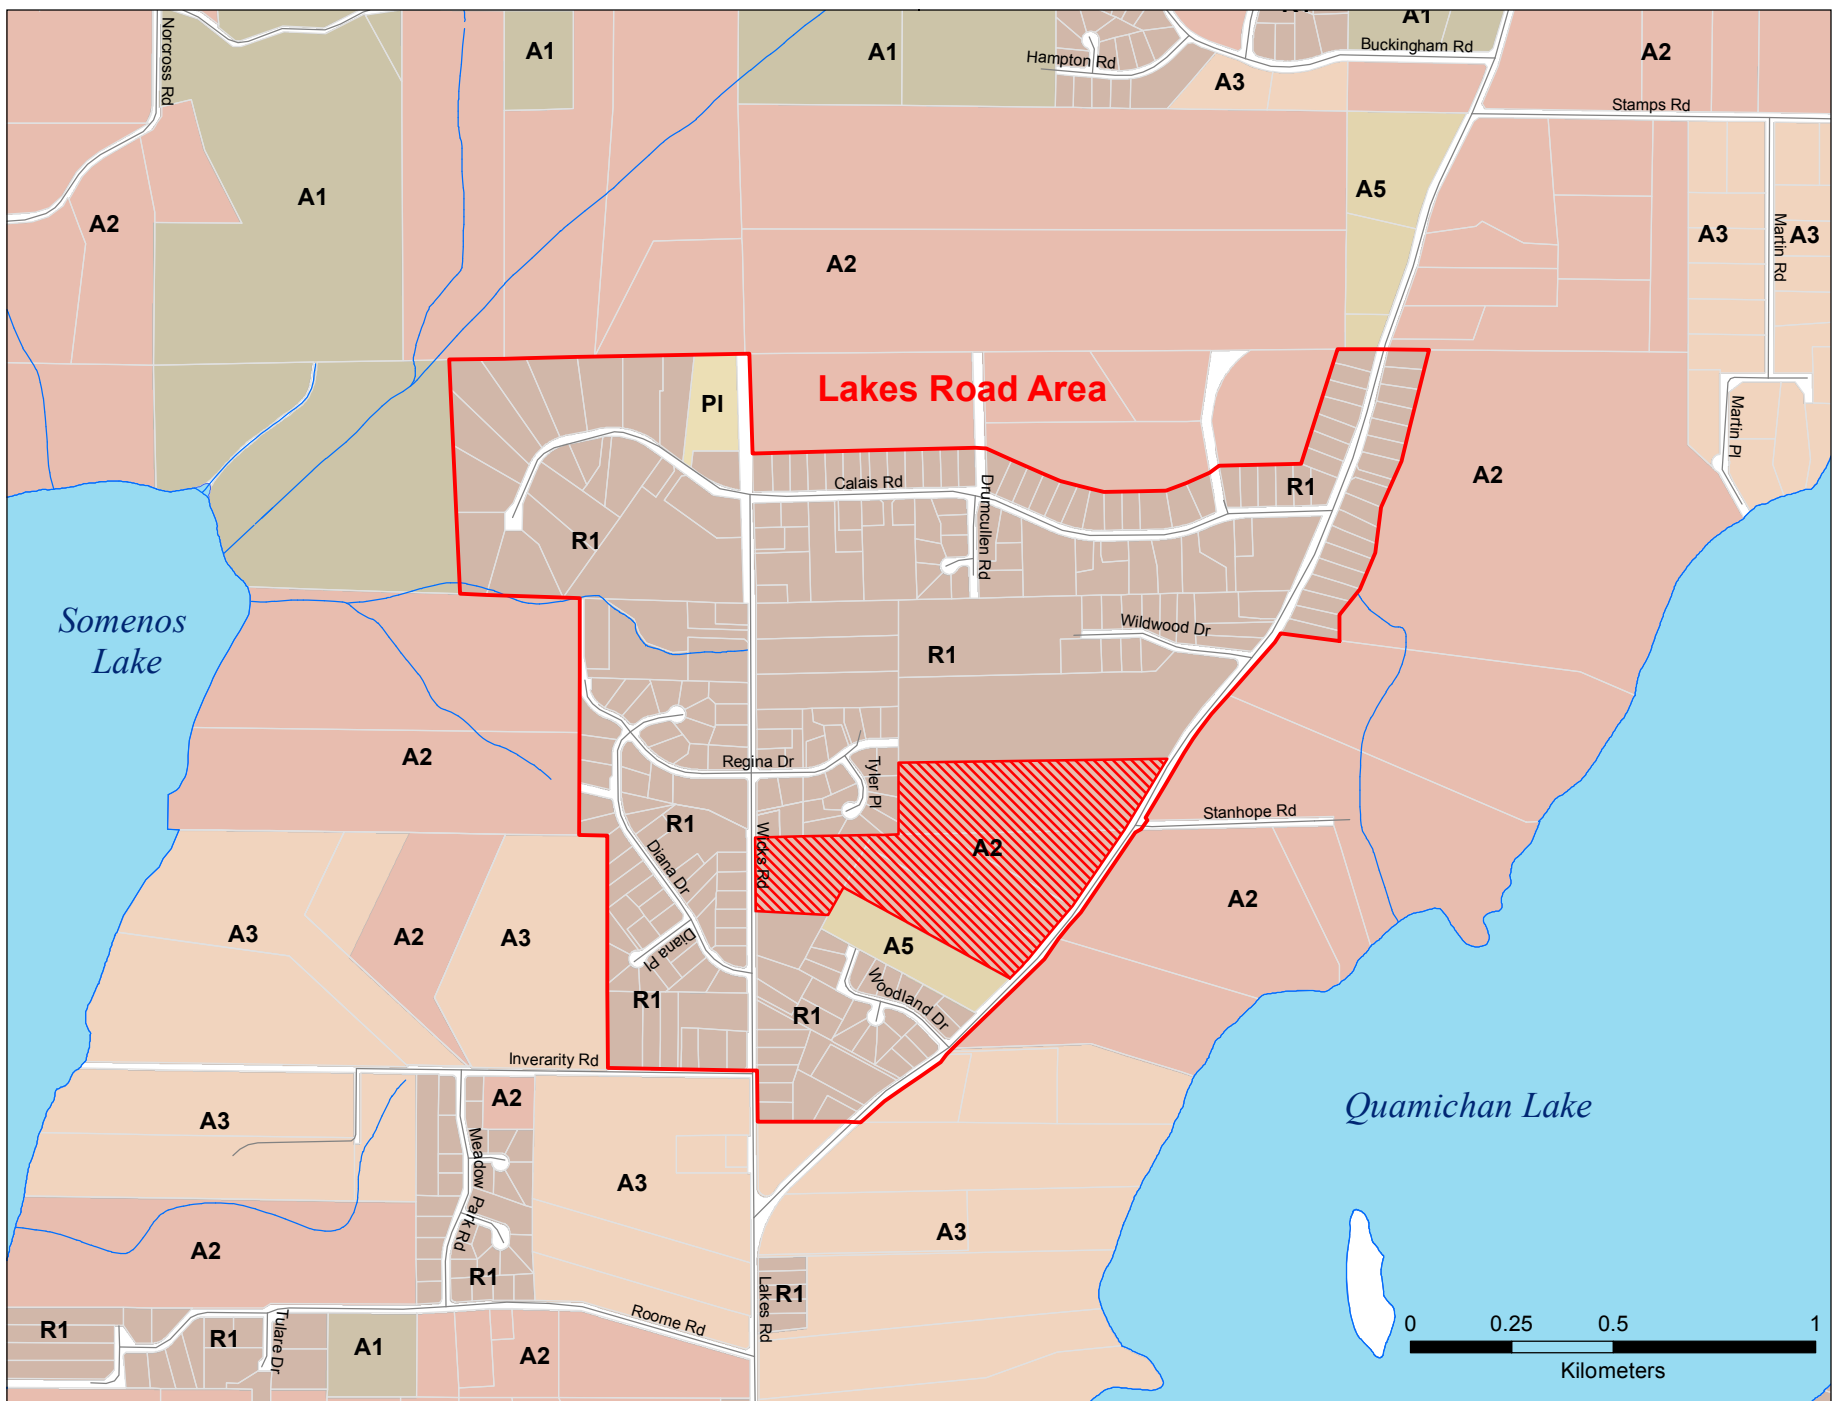 A1
Norcross Rd
A1
A1
Hampton Rd
A3
Buckingham Rd
A2
Stamps Rd
A1
A2
A5
A2
A3
Martin Rd
A3
Lakes Road Area
PI
Martin Pl
A2
Calais Rd
Drumcullen Rd
R1
R1
Somenos
Lake
Wildwood Dr
R1
A2
Regina Dr
Tyler Pl
Stanhope Rd
R1
Wicks Rd
A2
Diana Dr
A2
A3
A2
A3
Diana Pl
A5
Woodland Dr
R1
R1
Inverarity Rd
A2
A3
Quamichan Lake
Meadow Park Rd
A3
A3
A2
R1
Lakes Rd
R1
Roome Rd
R1
R1
Tulare Dr
A1
A2
0 0.25 0.5 1
Kilometers